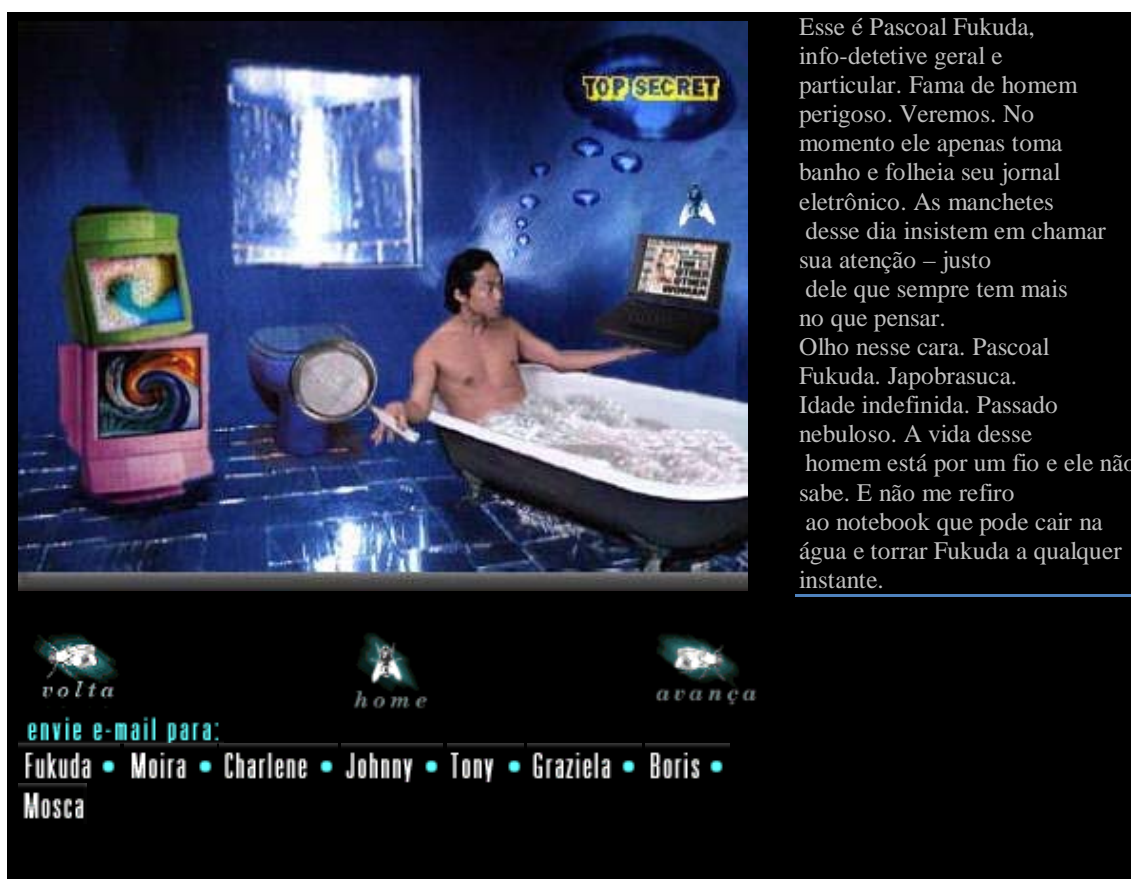 TOP SECRET
Esse é Pascoal Fukuda,
info-detetive geral e
particular. Fama de homem
perigoso. Veremos. No
momento ele apenas toma
banho e folheia seu jornal
eletrônico. As manchetes
desse dia insistem em chamar
sua atenção – justo
dele que sempre tem mais
no que pensar.
Olho nesse cara. Pascoal
Fukuda. Japobrasuca.
Idade indefinida. Passado
nebuloso. A vida desse
homem está por um fio e ele não
sabe. E não me refiro
ao notebook que pode cair na
água e torrar Fukuda a qualquer
instante.
volta
home
avança
envie e-mail para:
Fukuda • Moira • Charlene • Johnny • Tony • Graziela • Boris •
Mosca